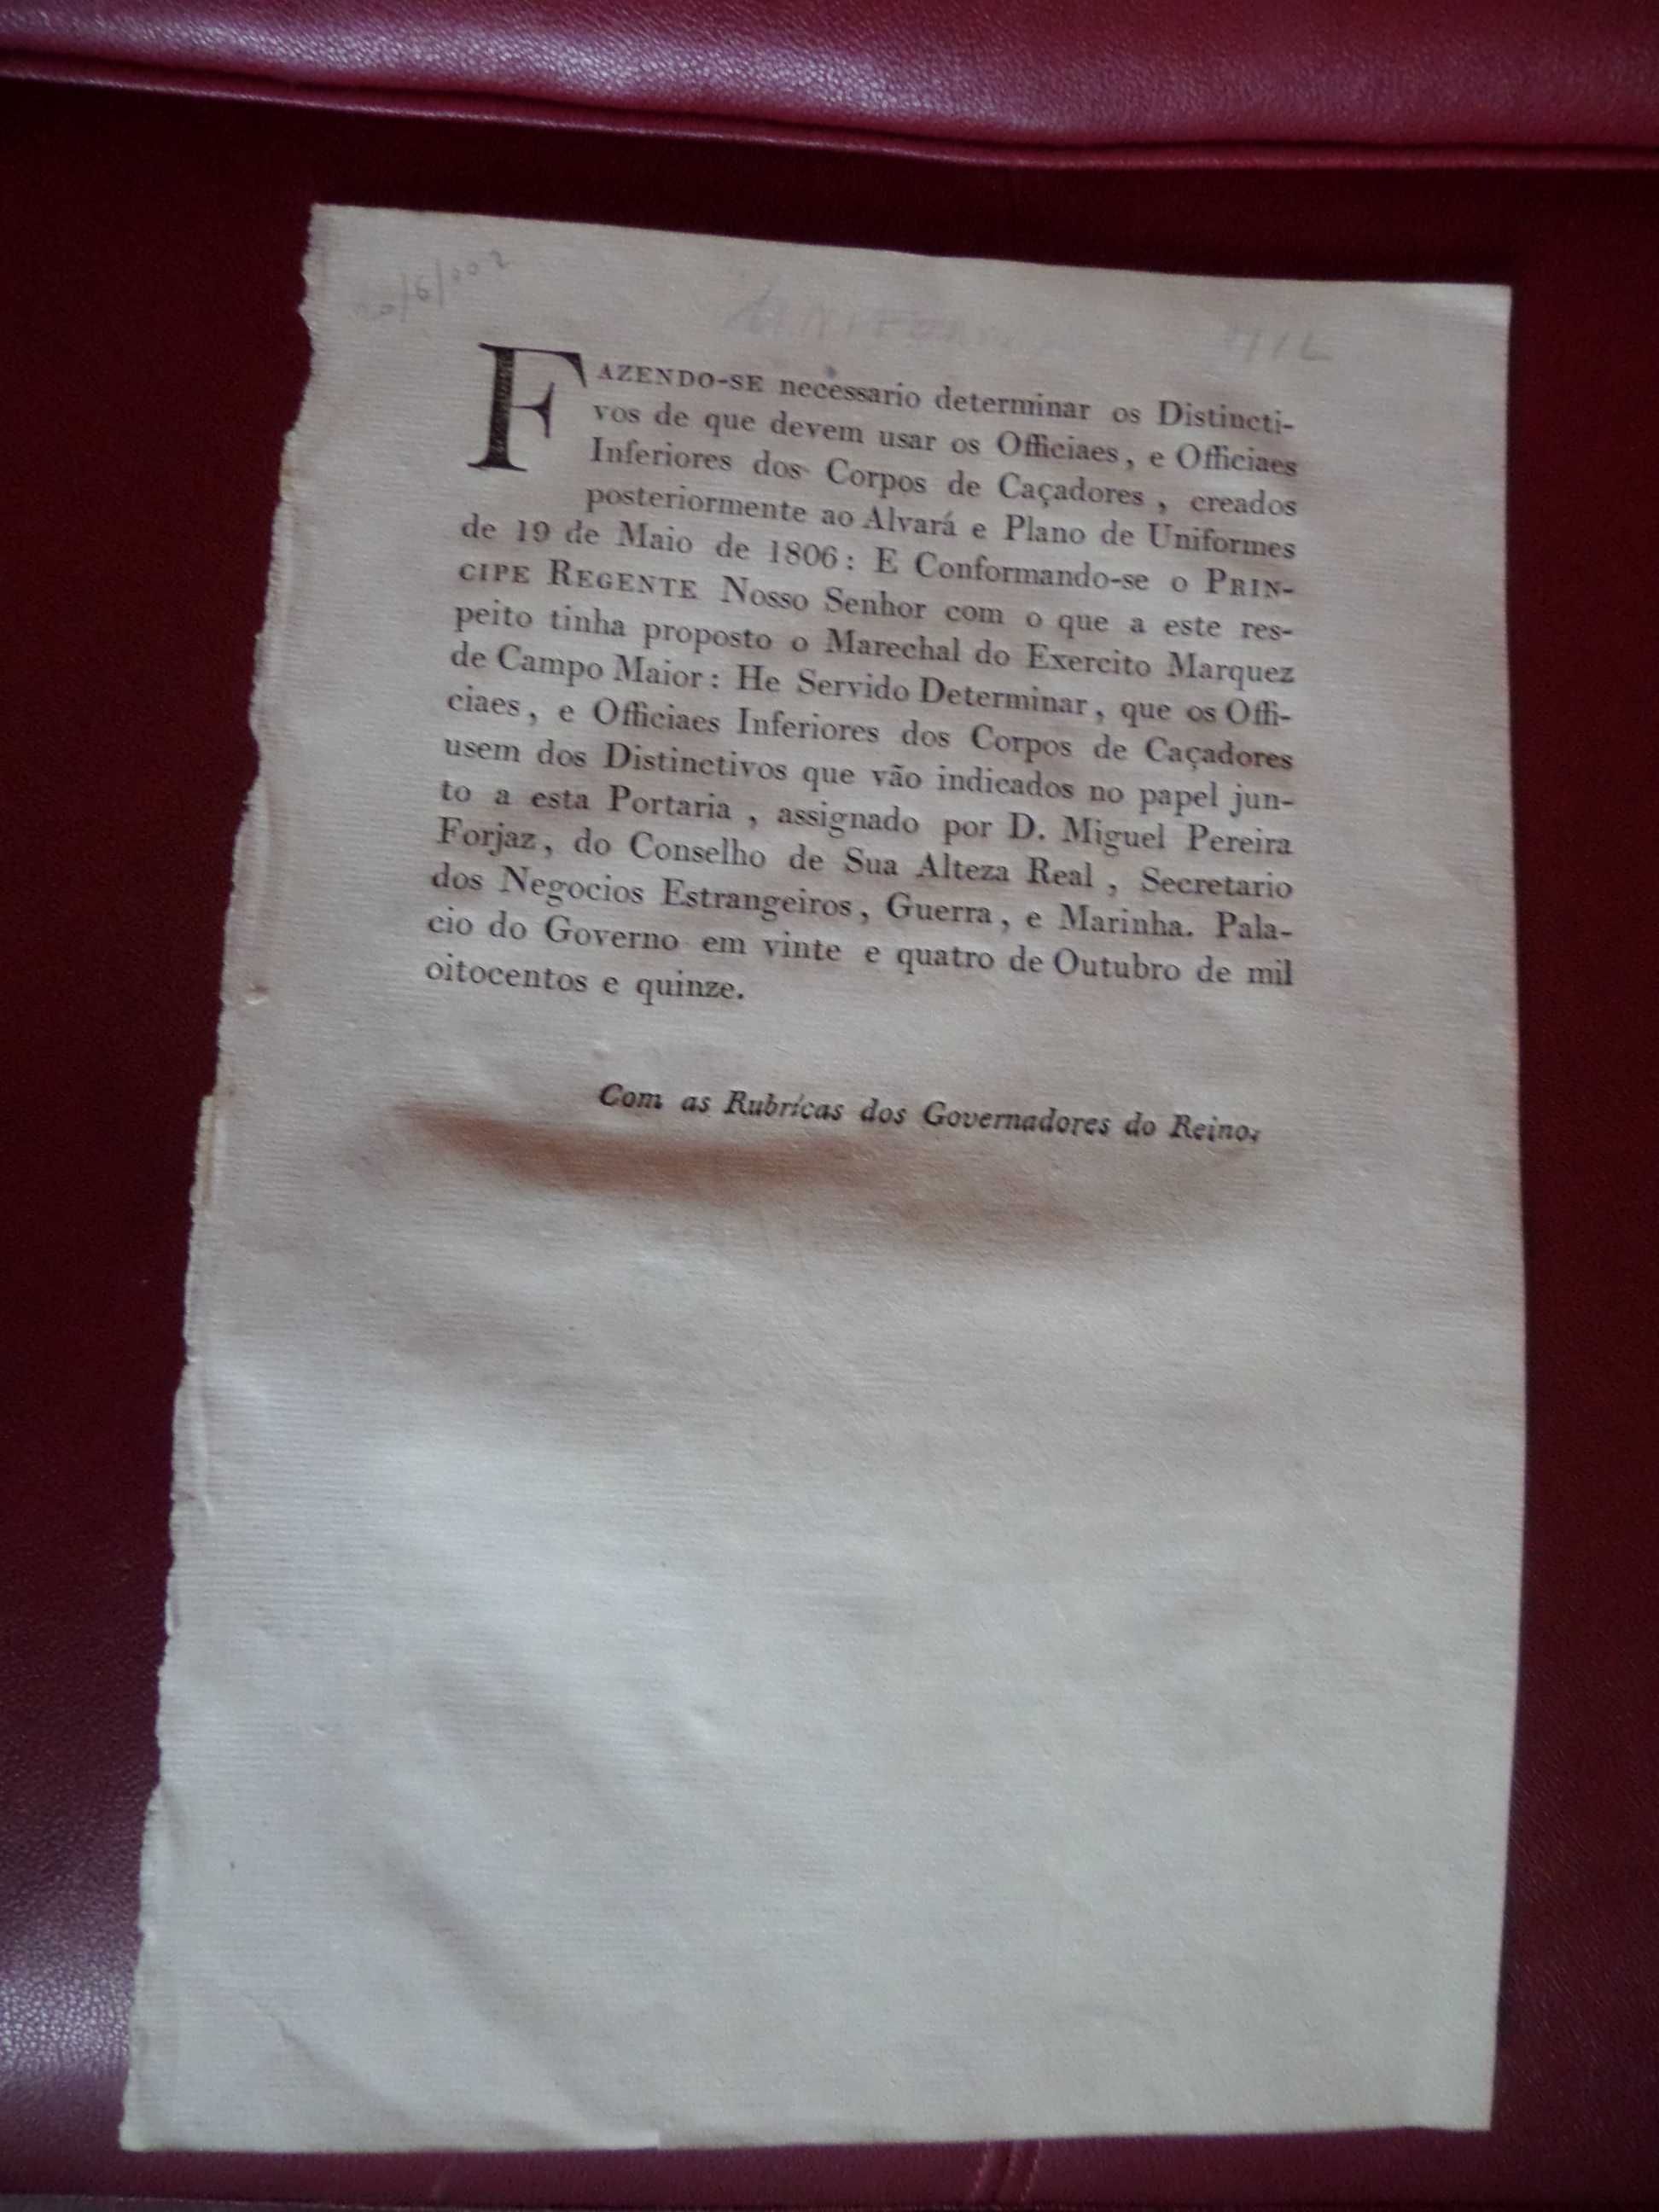 FAZENDO-SE necessario determinar os Distincti-
vos de que devem usar os Officiaes, e Officiaes
Inferiores dos Corpos de Caçadores, creados
posteriormente ao Alvará e Plano de Uniformes
de 19 de Maio de 1806: E Conformando-se o PRIN-
CIPE REGENTE Nosso Senhor com o que a este res-
peito tinha proposto o Marechal do Exercito Marquez
de Campo Maior: He Servido Determinar, que os Offi-
ciaes, e Officiaes Inferiores dos Corpos de Caçadores
usem dos Distinctivos que vão indicados no papel jun-
to a esta Portaria, assignado por D. Miguel Pereira
Forjaz, do Conselho de Sua Alteza Real, Secretario
dos Negocios Estrangeiros, Guerra, e Marinha. Pala-
cio do Governo em vinte e quatro de Outubro de mil
oitocentos e quinze.
Com as Rubrícas dos Governadores do Reino.